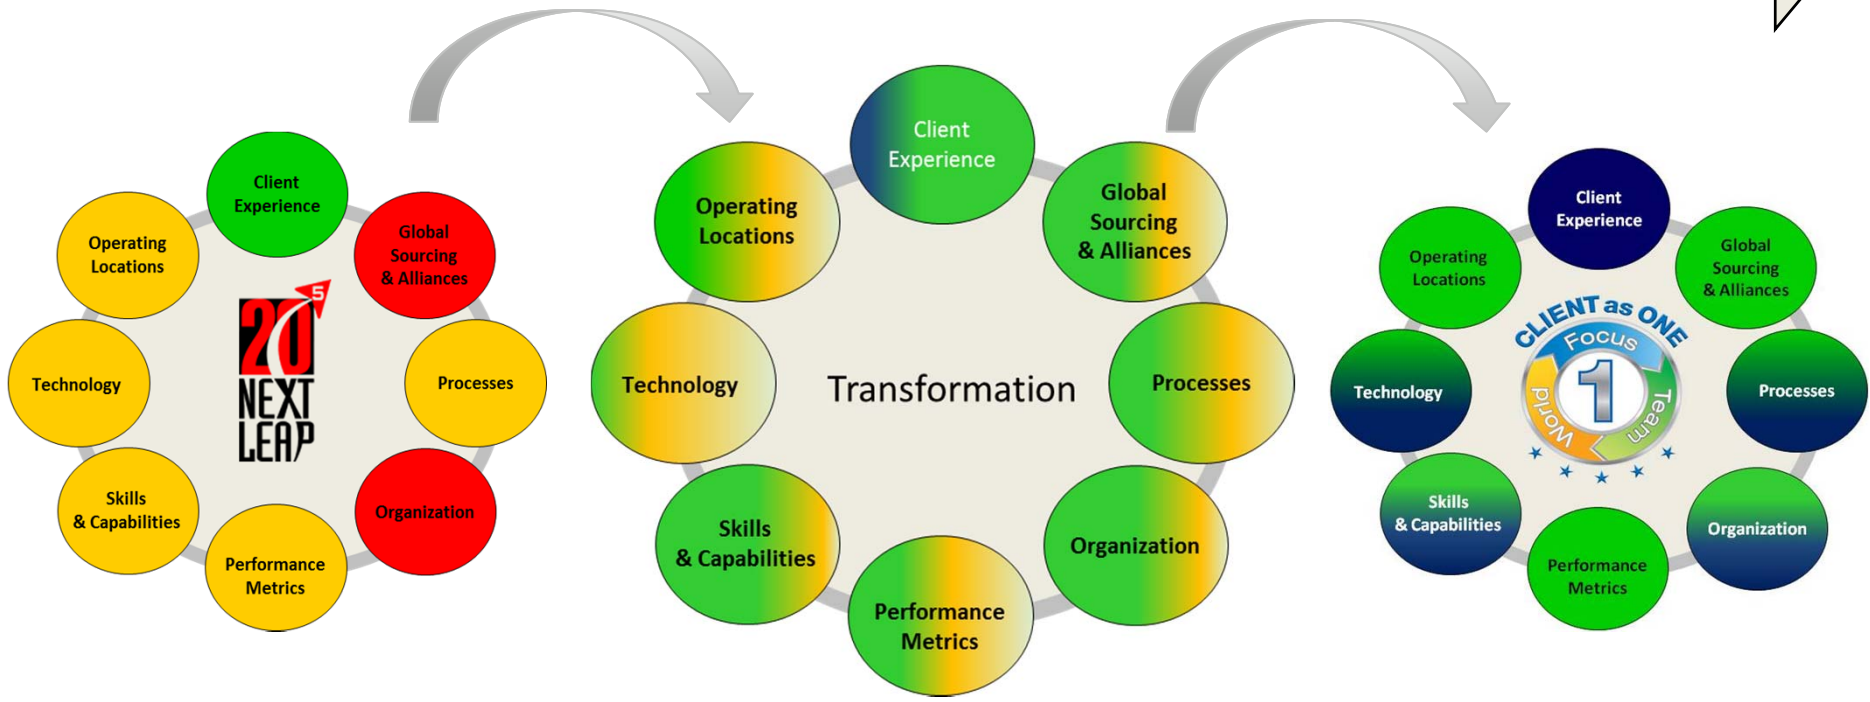 Client
Experience
Global
Sourcing
& Alliances
Processes
Organization
Performance
Metrics
Skills
& Capabilities
Technology
Operating
Locations
5
20
NEXT
LEAP
Client
Experience
Global
Sourcing
& Alliances
Processes
Organization
Performance
Metrics
Skills
& Capabilities
Technology
Operating
Locations
Transformation
Client
Experience
Global
Sourcing
& Alliances
Processes
Organization
Performance
Metrics
Skills
& Capabilities
Technology
Operating
Locations
CLIENT as ONE
Focus
Team
World
1